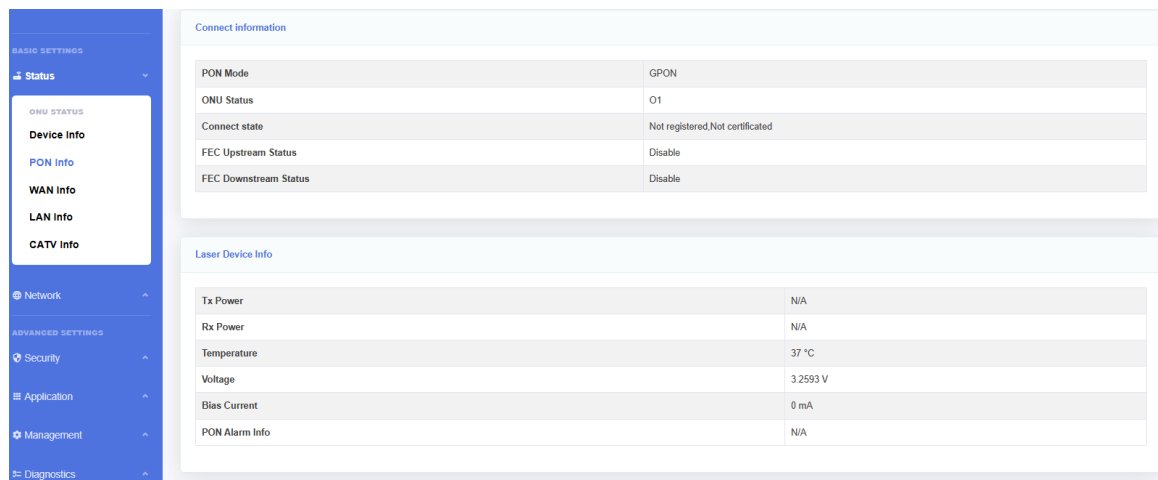 BASIC SETTINGS
Status
ONU STATUS
Device Info
PON Info
WAN Info
LAN Info
CATV Info
Network
ADVANCED SETTINGS
Security
Application
Management
Diagnostics
Connect information
PON Mode GPON
ONU Status O1
Connect state Not registered,Not certificated
FEC Upstream Status Disable
FEC Downstream Status Disable
Laser Device Info
Tx Power N/A
Rx Power N/A
Temperature 37 °C
Voltage 3.2593 V
Bias Current 0 mA
PON Alarm Info N/A